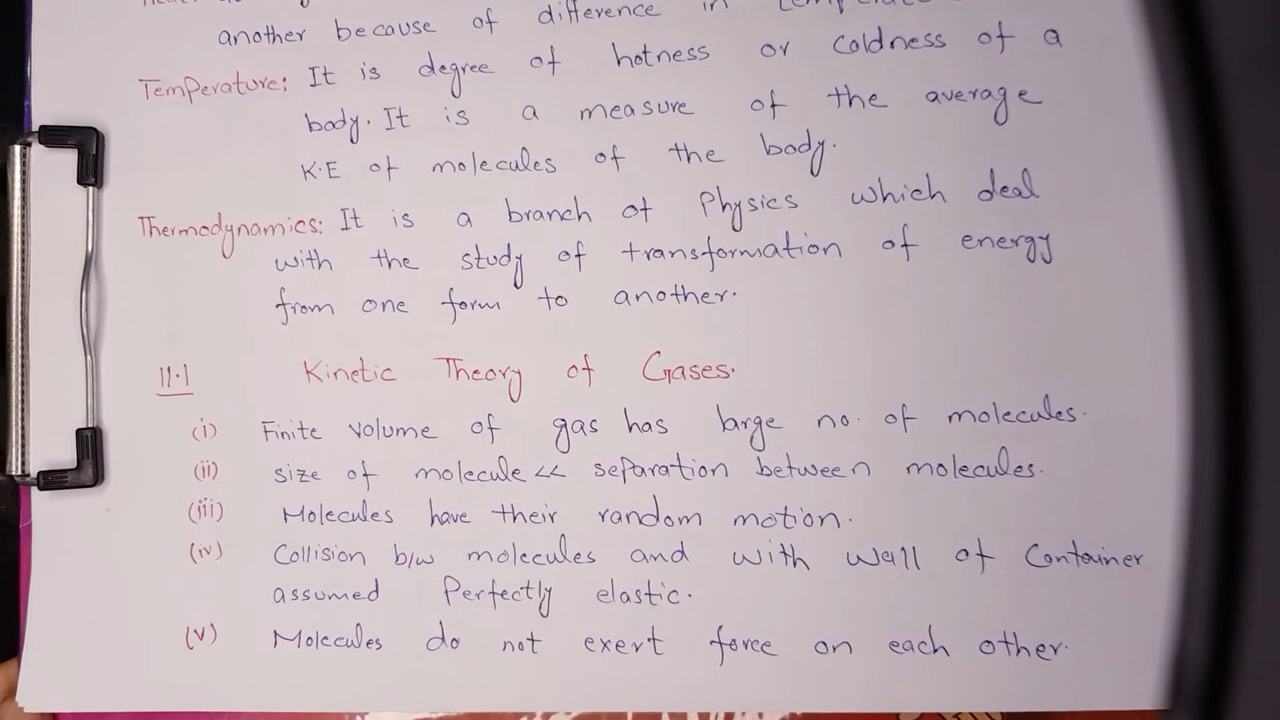 another because of difference in
Temperature: It is degree of hotness or coldness of a
body. It is a measure of the average
K.E of molecules of the body.
Thermodynamics: It is a branch of Physics which deal
with the study of transformation of energy
from one form to another.
11.1 Kinetic Theory of Gases.
(i) Finite volume of gas has large no. of molecules.
(ii) size of molecule << separation between molecules.
(iii) Molecules have their random motion.
(iv) Collision b/w molecules and with wall of Container
assumed Perfectly elastic.
(v) Molecules do not exert force on each other.